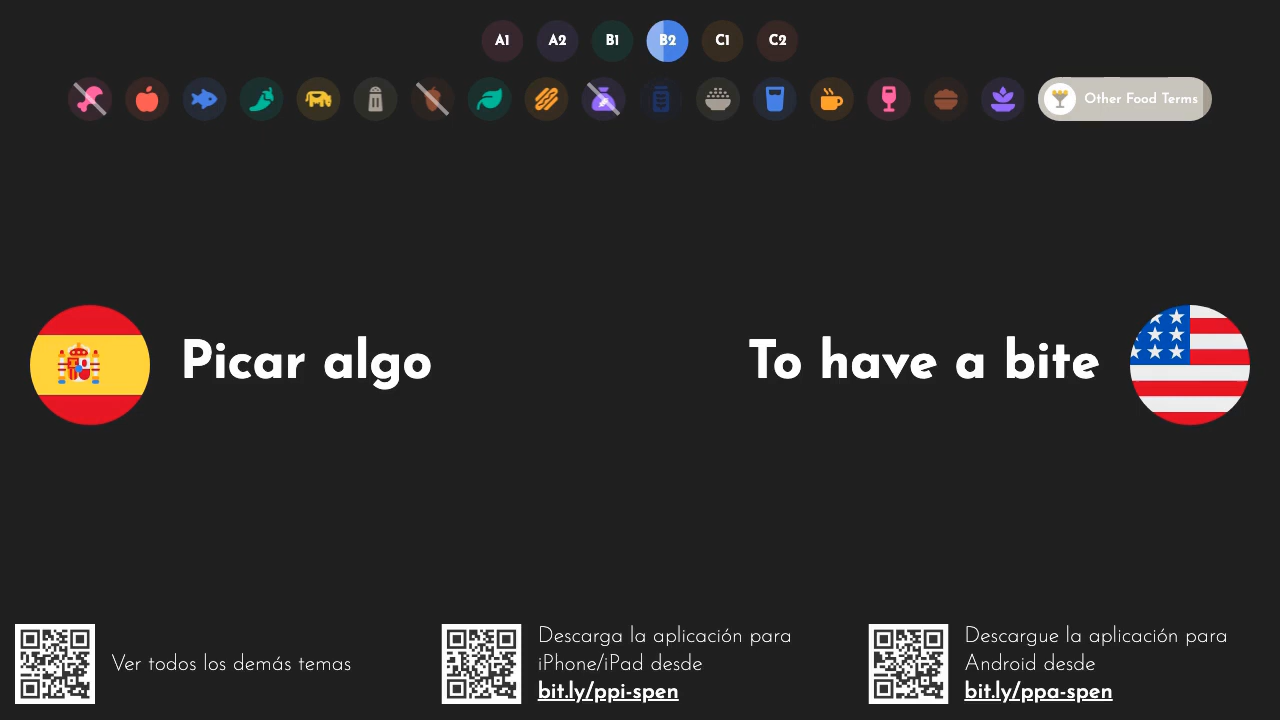 A1 A2 B1 B2 C1 C2
Other Food Terms
Picar algo
To have a bite
Ver todos los demás temas
Descarga la aplicación para
iPhone/iPad desde
bit.ly/ppi-spen
Descargue la aplicación para
Android desde
bit.ly/ppa-spen